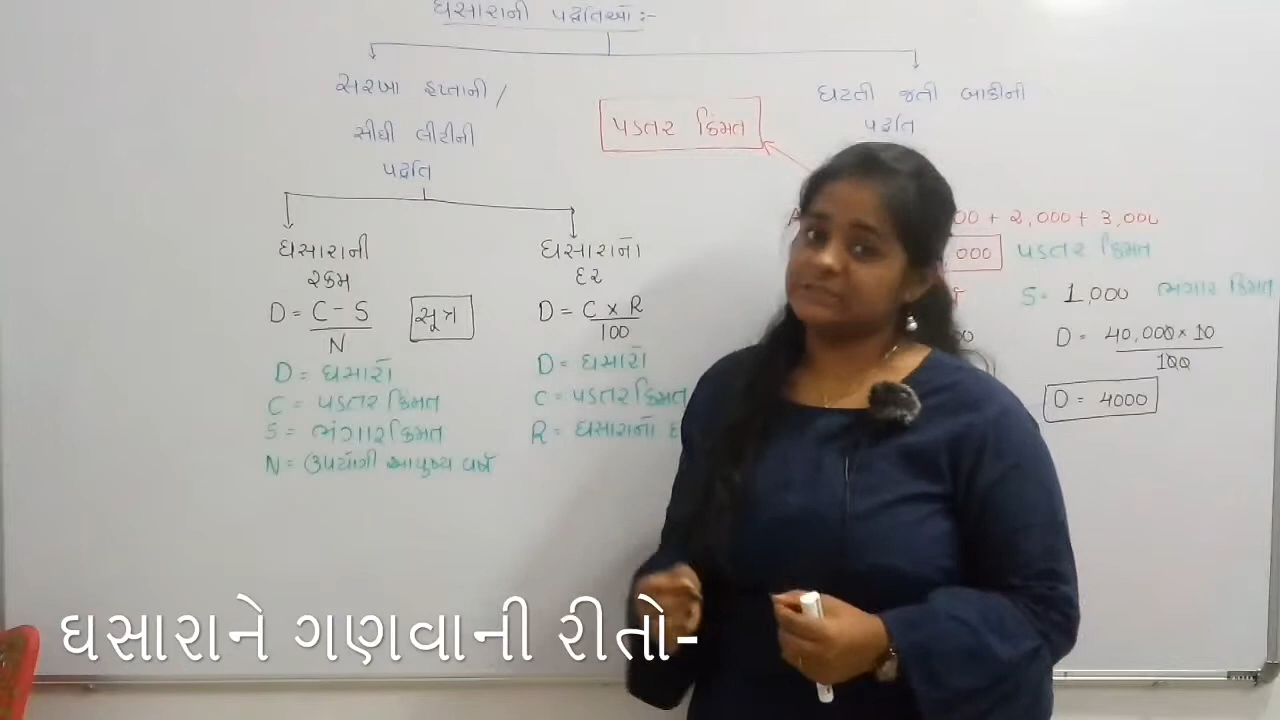 ઘસારાની પદ્ધતિઓ:-
સરખા હપ્તાની /
સીધી લીટીની
પદ્ધતિ
પડતર કિંમત
ઘટતી જતી બાકીની
પદ્ધતિ
ઘસારાની
રકમ
D = C - S
N
સૂત્ર
D = ઘસારો
C = પડતર કિંમત
S = ભંગાર કિંમત
N = ઉપયોગી આયુષ્ય વર્ષ
ઘસારાનો
દર
D = C × R
100
D = ઘસારો
C = પડતર કિંમત
R = ઘસારાનો
00 + 2,000 + 3,000
,000 પડતર કિંમત
S = 1,000 ભંગાર કિંમત
D = 40,000 × 10
100
D = 4000
ઘસારાને ગણવાની રીતો-